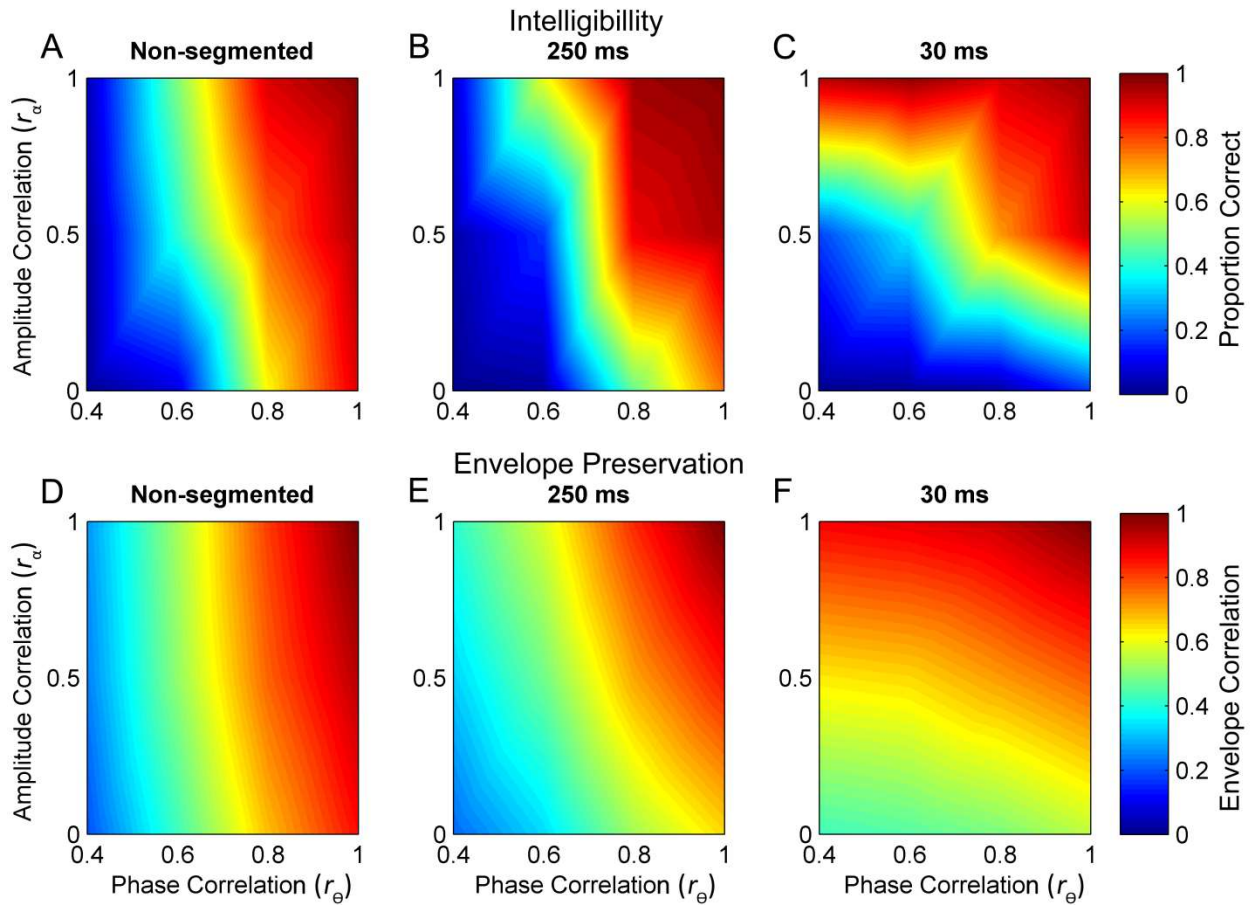 Intelligibillity
A Non-segmented
B 250 ms
C 30 ms
Amplitude Correlation (rα)
1
0.5
0
0.4 0.6 0.8 1
0.4 0.6 0.8 1
1
0.5
0
0.4 0.6 0.8 1
1
0.5
0
1
0.8
0.6
0.4
0.2
0
Proportion Correct
Envelope Preservation
D Non-segmented
E 250 ms
F 30 ms
Amplitude Correlation (rα)
1
0.5
0
0.4 0.6 0.8 1
Phase Correlation (rθ)
1
0.5
0
0.4 0.6 0.8 1
Phase Correlation (rθ)
1
0.5
0
0.4 0.6 0.8 1
Phase Correlation (rθ)
1
0.8
0.6
0.4
0.2
0
Envelope Correlation